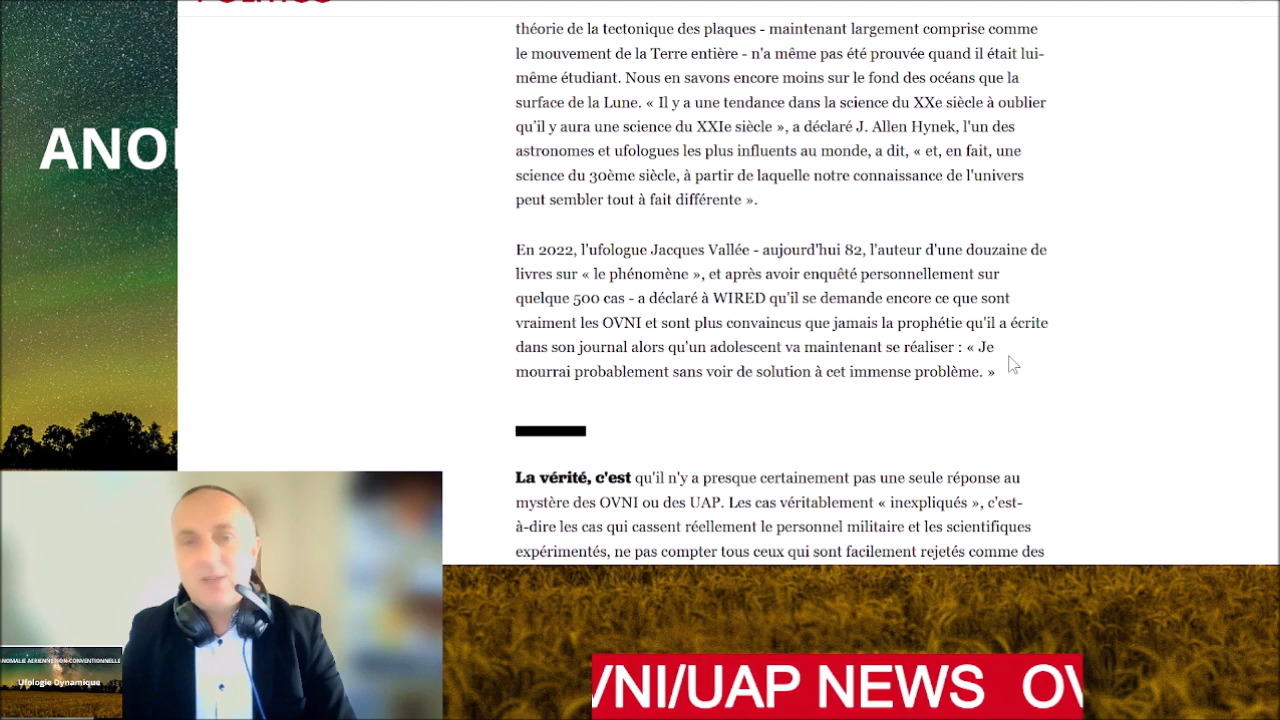 théorie de la tectonique des plaques - maintenant largement comprise comme
le mouvement de la Terre entière - n'a même pas été prouvée quand il était lui-
même étudiant. Nous en savons encore moins sur le fond des océans que la
surface de la Lune. « Il y a une tendance dans la science du XXe siècle à oublier
qu'il y aura une science du XXIe siècle », a déclaré J. Allen Hynek, l'un des
astronomes et ufologues les plus influents au monde, a dit, « et, en fait, une
science du 30ème siècle, à partir de laquelle notre connaissance de l'univers
peut sembler tout à fait différente ».
En 2022, l'ufologue Jacques Vallée - aujourd'hui 82, l'auteur d'une douzaine de
livres sur « le phénomène », et après avoir enquêté personnellement sur
quelque 500 cas - a déclaré à WIRED qu'il se demande encore ce que sont
vraiment les OVNI et sont plus convaincus que jamais la prophétie qu'il a écrite
dans son journal alors qu'un adolescent va maintenant se réaliser : « Je
mourrai probablement sans voir de solution à cet immense problème. »
La vérité, c'est qu'il n'y a presque certainement pas une seule réponse au
mystère des OVNI ou des UAP. Les cas véritablement « inexpliqués », c'est-
à-dire les cas qui cassent réellement le personnel militaire et les scientifiques
expérimentés, ne pas compter tous ceux qui sont facilement rejetés comme des
ANO
ANOMALIE AERIENNE NON-CONVENTIONNELLE
Ufologie Dynamique
VNI/UAP NEWS OV